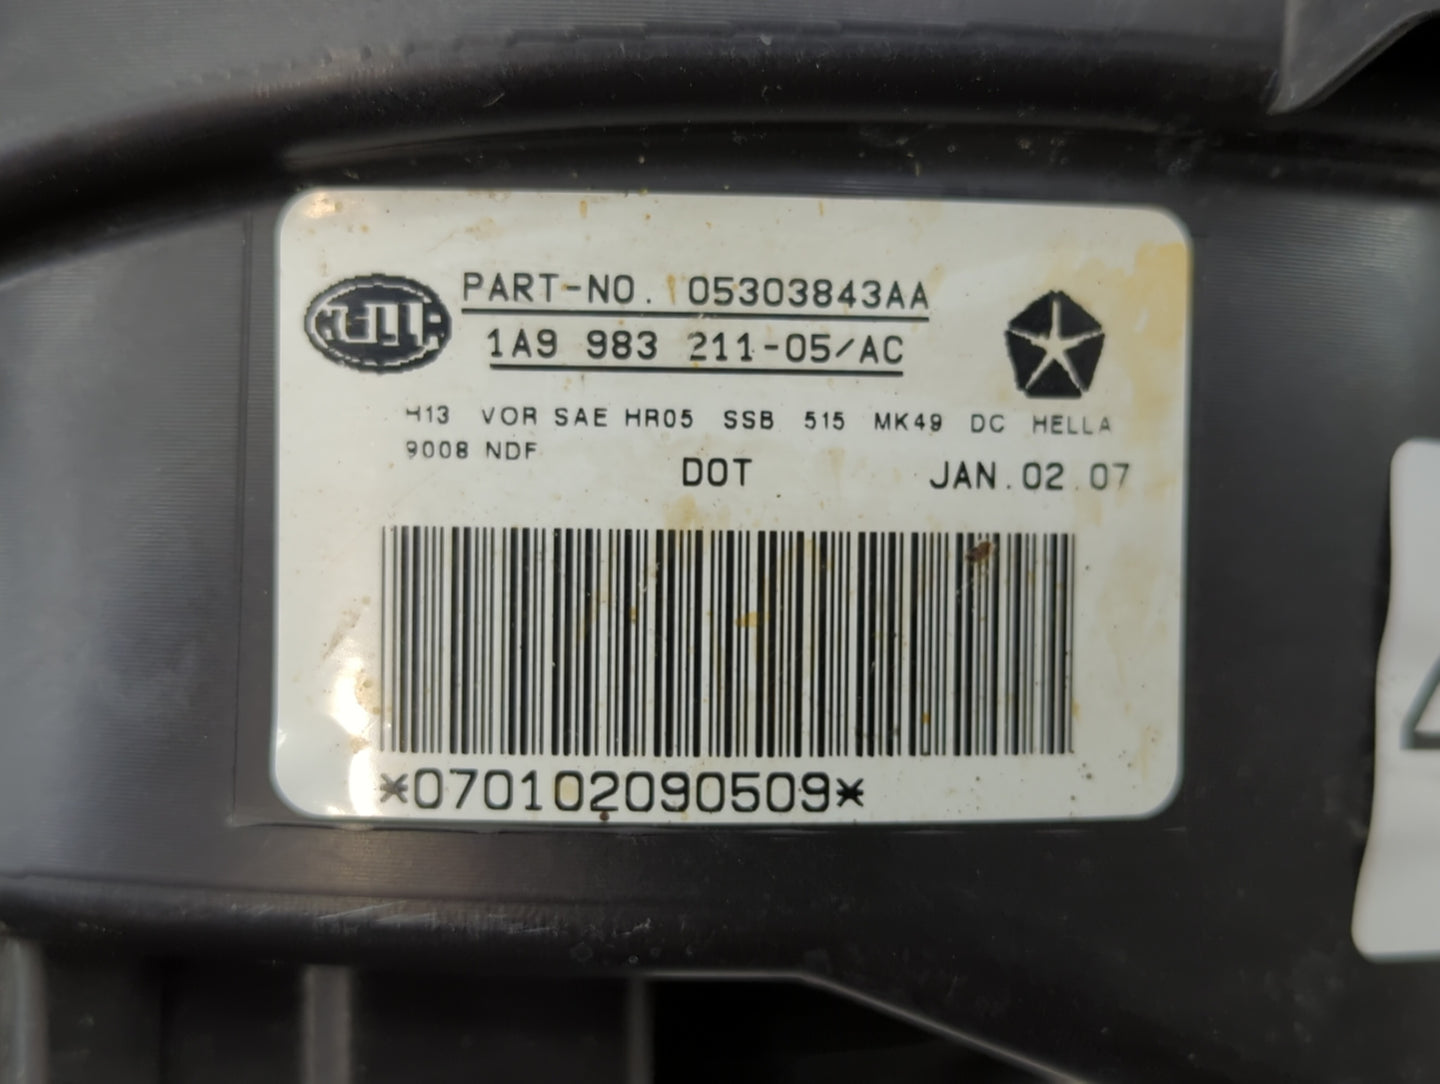 HELLA
PART-NO. 05303843AA
1A9 983 211-05/AC
H13 VOR SAE HR05 SSB 515 MK49 DC HELLA
9008 NDF
DOT JAN.02.07
*070102090509*